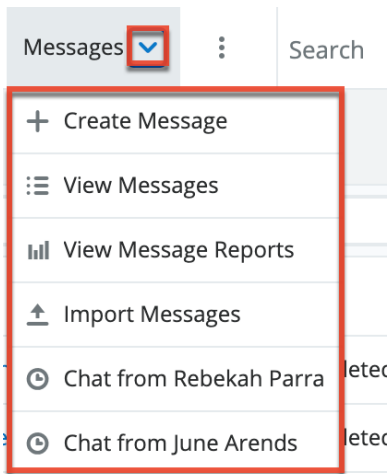 Messages
Search
Create Message
View Messages
View Message Reports
Import Messages
Chat from Rebekah Parra
Chat from June Arends